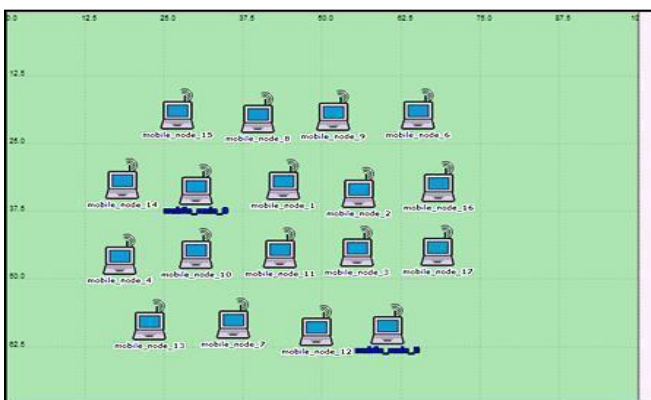 0.0 12.5 25.0 37.5 50.0 62.5 75.0 87.5 10
12.5
mobile_node_15 mobile_node_8 mobile_node_9 mobile_node_6
25.0
mobile_node_14 mobile_node_1 mobile_node_2 mobile_node_16
37.5
mobile_node_4 mobile_node_10 mobile_node_11 mobile_node_3 mobile_node_17
50.0
mobile_node_13 mobile_node_7 mobile_node_12
62.5